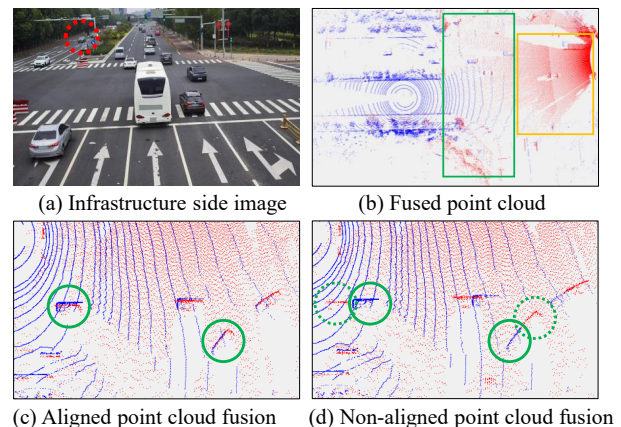 (a) Infrastructure side image
(b) Fused point cloud
(c) Aligned point cloud fusion
(d) Non-aligned point cloud fusion